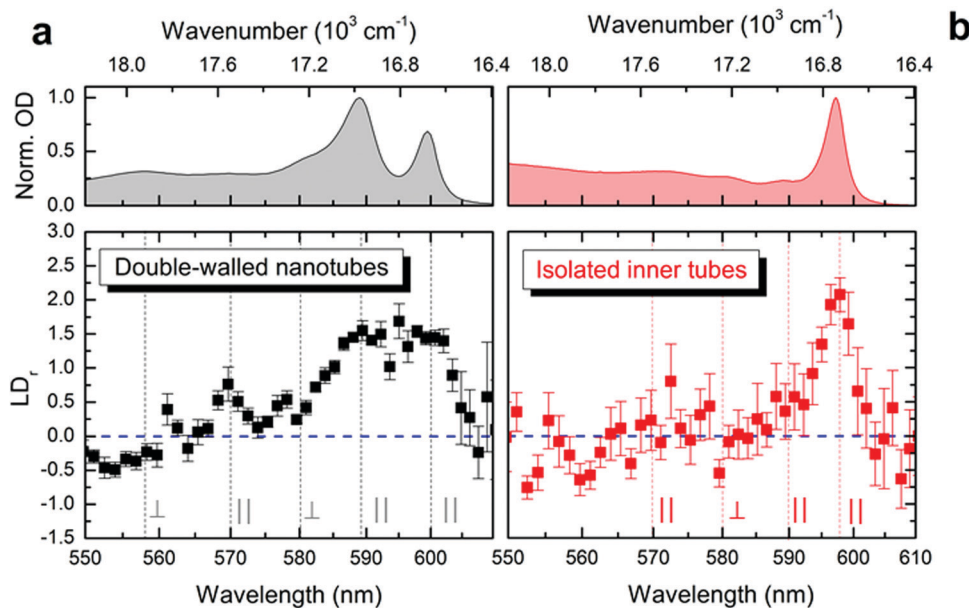 a
b
Wavenumber (10³ cm⁻¹)
Wavenumber (10³ cm⁻¹)
18.0 17.6 17.2 16.8 16.4
18.0 17.6 17.2 16.8 16.4
Norm. OD
1.0
0.5
0.0
LDᵣ
3.0
2.5
2.0
1.5
1.0
0.5
0.0
-0.5
-1.0
-1.5
Double-walled nanotubes
Isolated inner tubes
⊥ || ⊥ || ||
|| ⊥ || ||
550 560 570 580 590 600
550 560 570 580 590 600 610
Wavelength (nm)
Wavelength (nm)